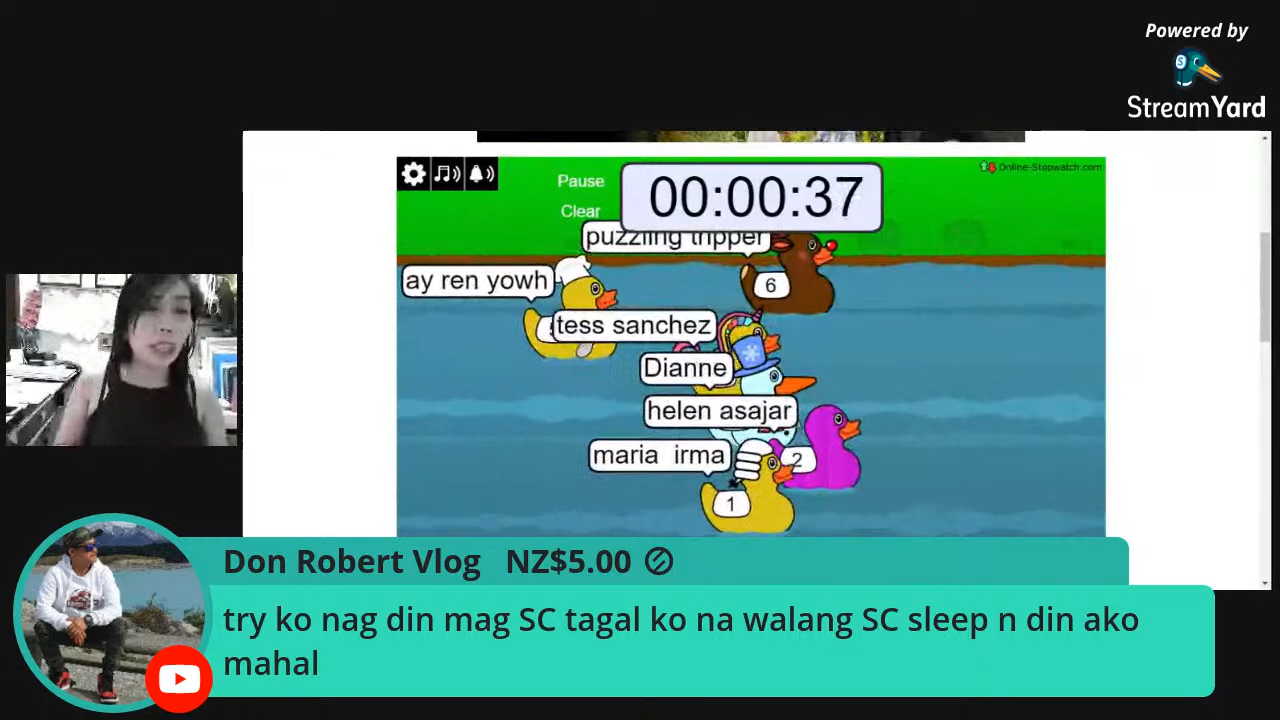 Powered by
StreamYard
Online-Stopwatch.com
Pause
00:00:37
Clear
puzzling tripper
6
ay ren yowh
tess sanchez
Dianne
helen asajar
maria irma
2
1
Don Robert Vlog NZ$5.00
try ko nag din mag SC tagal ko na walang SC sleep n din ako
mahal